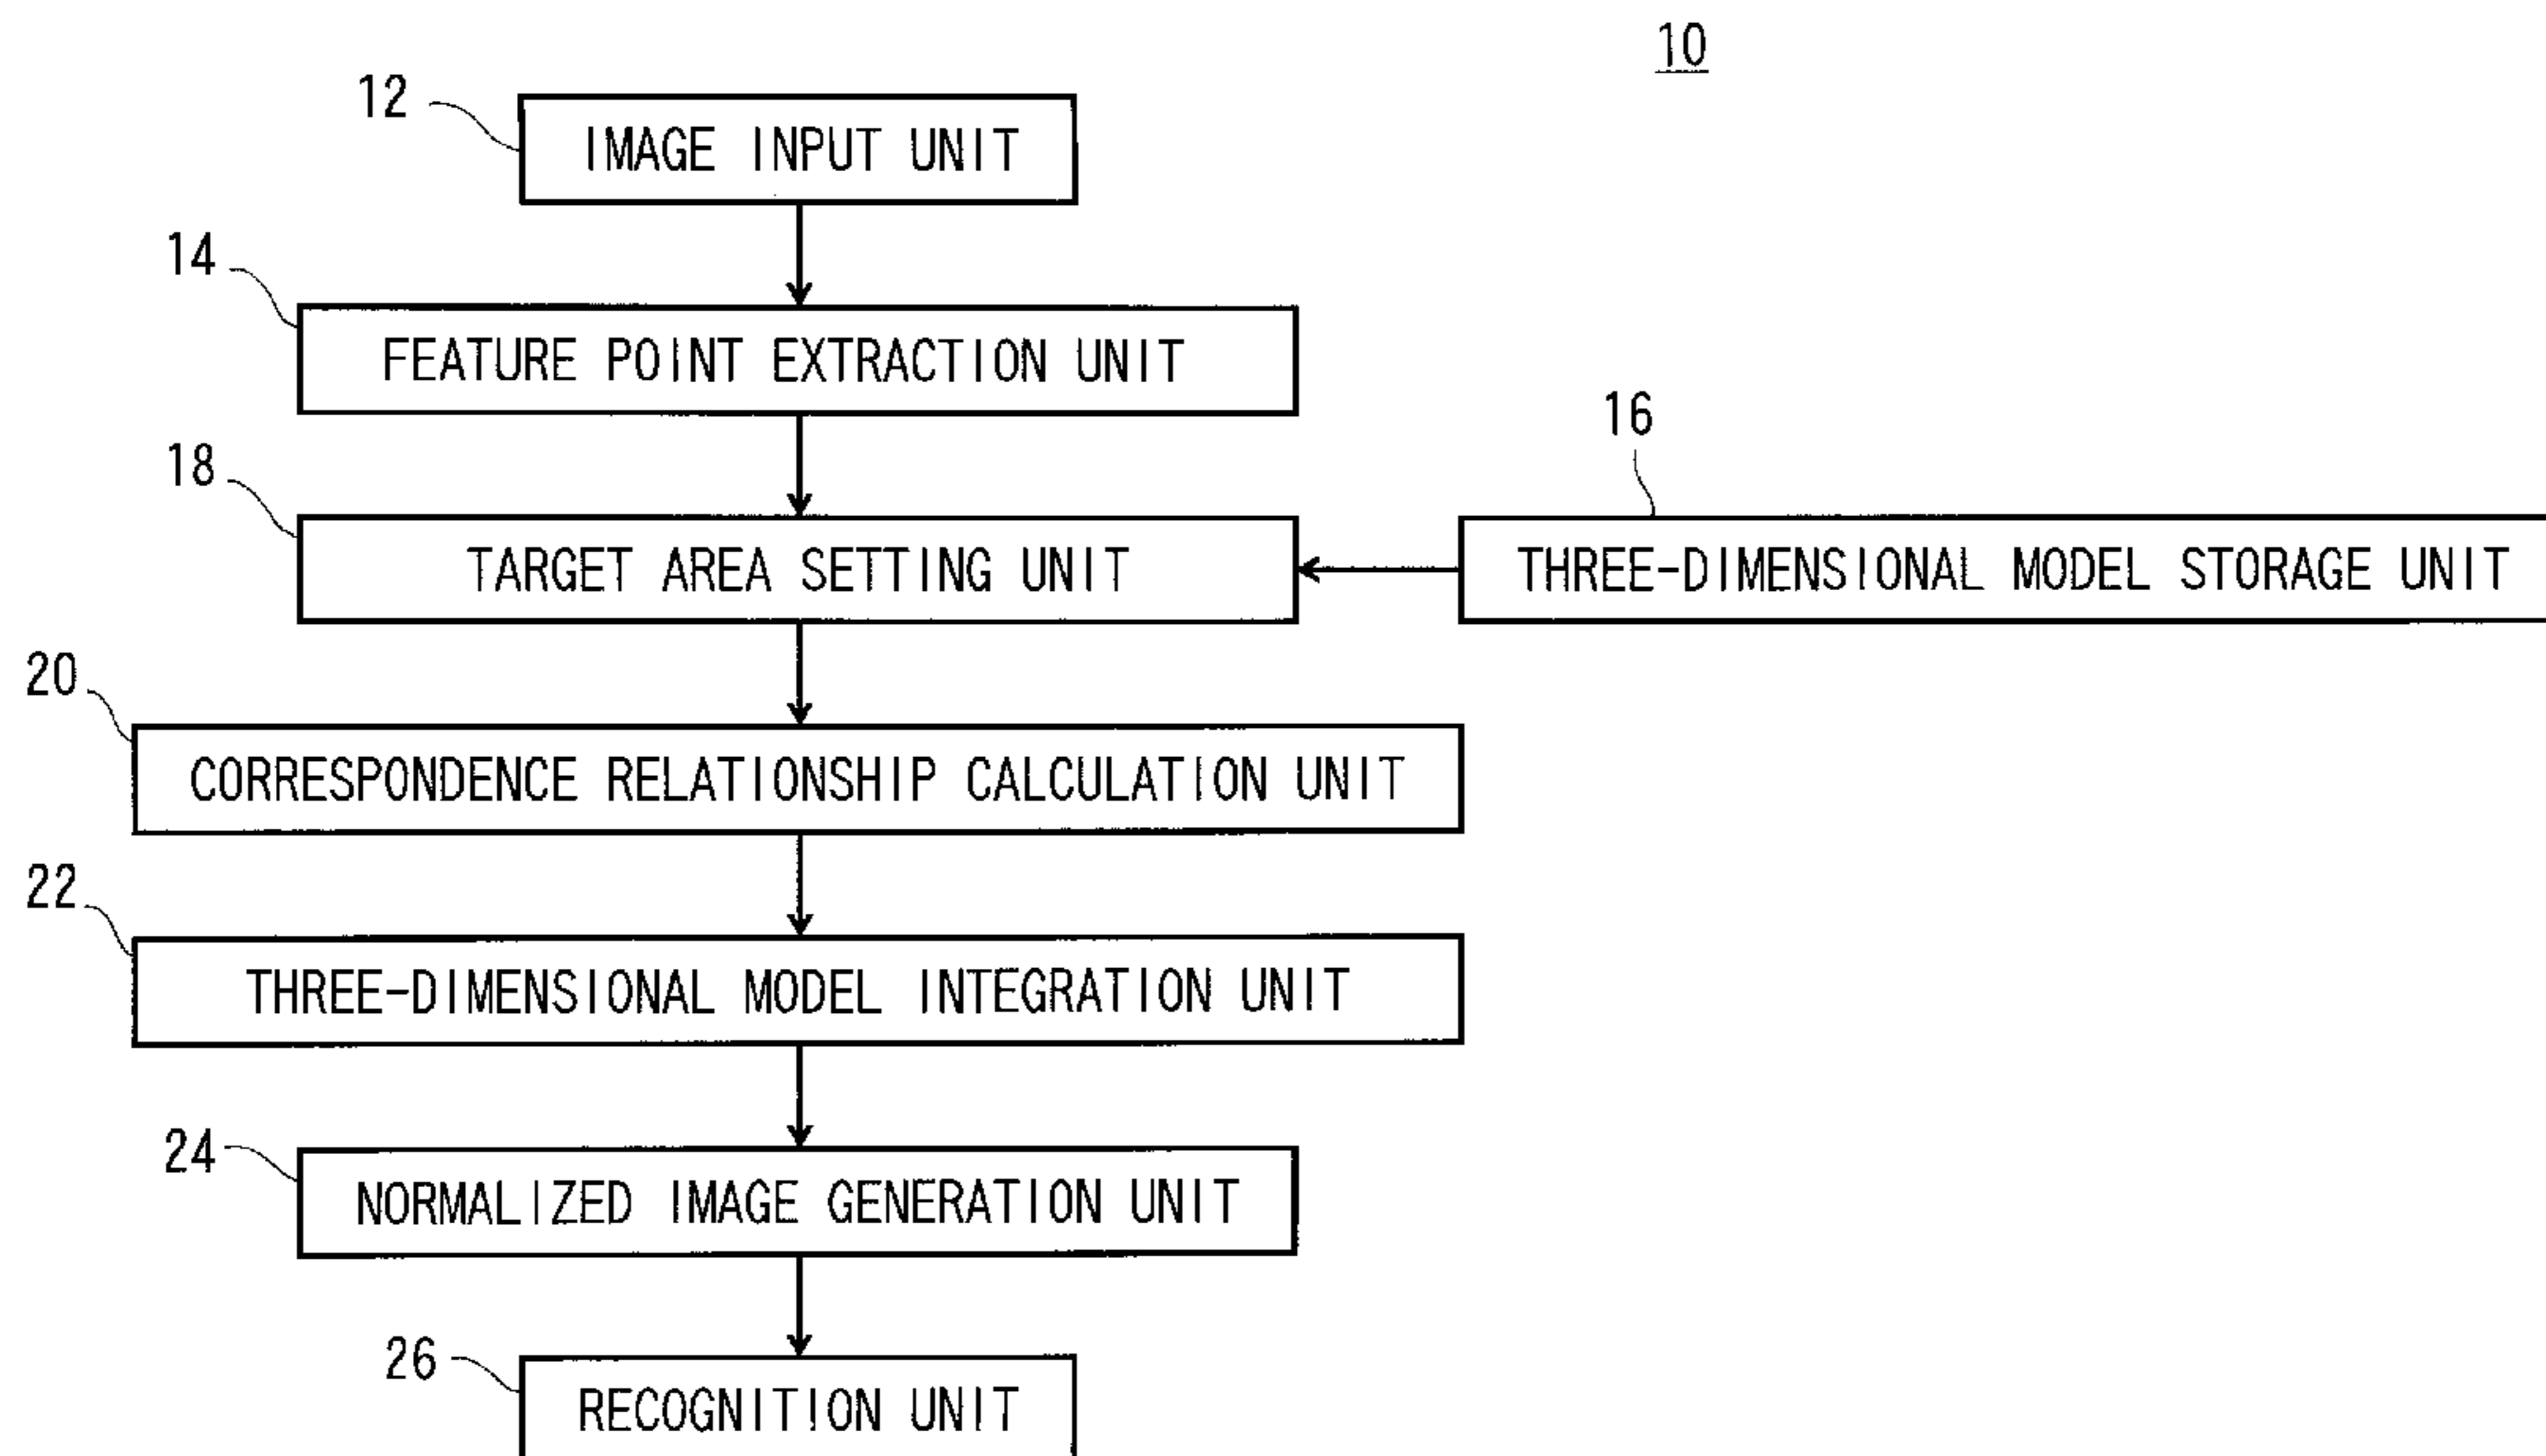 10
12
IMAGE INPUT UNIT
14
FEATURE POINT EXTRACTION UNIT
18
TARGET AREA SETTING UNIT
16
THREE-DIMENSIONAL MODEL STORAGE UNIT
20
CORRESPONDENCE RELATIONSHIP CALCULATION UNIT
22
THREE-DIMENSIONAL MODEL INTEGRATION UNIT
24
NORMALIZED IMAGE GENERATION UNIT
26
RECOGNITION UNIT